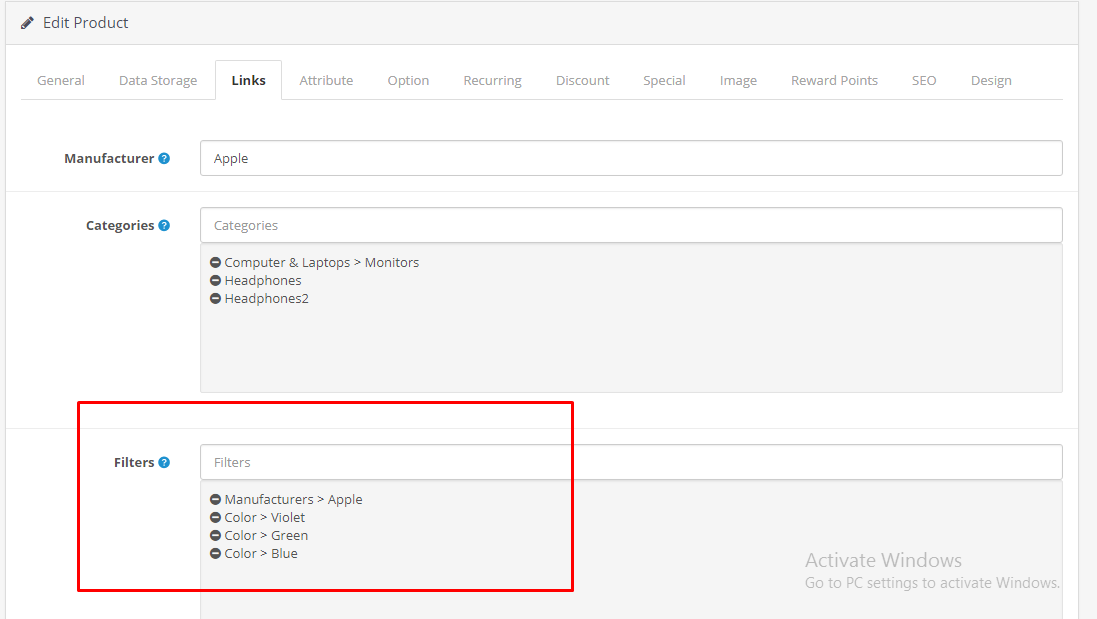 Edit Product
General Data Storage Links Attribute Option Recurring Discount Special Image Reward Points SEO Design
Manufacturer ? Apple
Categories ? Categories
Computer & Laptops > Monitors
Headphones
Headphones2
Filters ? Filters
Manufacturers > Apple
Color > Violet
Color > Green
Color > Blue
Activate Windows
Go to PC settings to activate Windows.